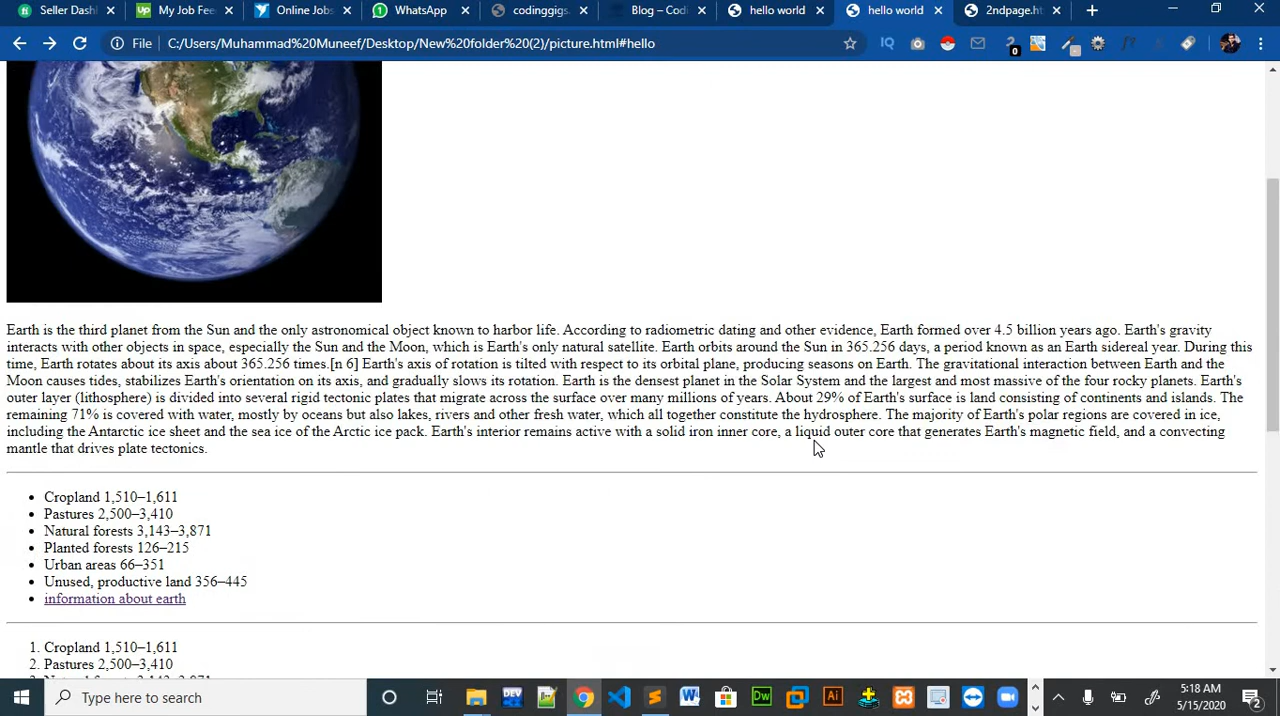 Seller Dashl
My Job Fee
Online Jobs
WhatsApp
codinggigs.
Blog – Codi
hello world
hello world
2ndpage.ht
File
C:/Users/Muhammad%20Muneef/Desktop/New%20folder%20(2)/picture.html#hello
Earth is the third planet from the Sun and the only astronomical object known to harbor life. According to radiometric dating and other evidence, Earth formed over 4.5 billion years ago. Earth's gravity
interacts with other objects in space, especially the Sun and the Moon, which is Earth's only natural satellite. Earth orbits around the Sun in 365.256 days, a period known as an Earth sidereal year. During this
time, Earth rotates about its axis about 365.256 times.[n 6] Earth's axis of rotation is tilted with respect to its orbital plane, producing seasons on Earth. The gravitational interaction between Earth and the
Moon causes tides, stabilizes Earth's orientation on its axis, and gradually slows its rotation. Earth is the densest planet in the Solar System and the largest and most massive of the four rocky planets. Earth's
outer layer (lithosphere) is divided into several rigid tectonic plates that migrate across the surface over many millions of years. About 29% of Earth's surface is land consisting of continents and islands. The
remaining 71% is covered with water, mostly by oceans but also lakes, rivers and other fresh water, which all together constitute the hydrosphere. The majority of Earth's polar regions are covered in ice,
including the Antarctic ice sheet and the sea ice of the Arctic ice pack. Earth's interior remains active with a solid iron inner core, a liquid outer core that generates Earth's magnetic field, and a convecting
mantle that drives plate tectonics.
Cropland 1,510–1,611
Pastures 2,500–3,410
Natural forests 3,143–3,871
Planted forests 126–215
Urban areas 66–351
Unused, productive land 356–445
information about earth
1. Cropland 1,510–1,611
2. Pastures 2,500–3,410
Type here to search
5:18 AM
5/15/2020